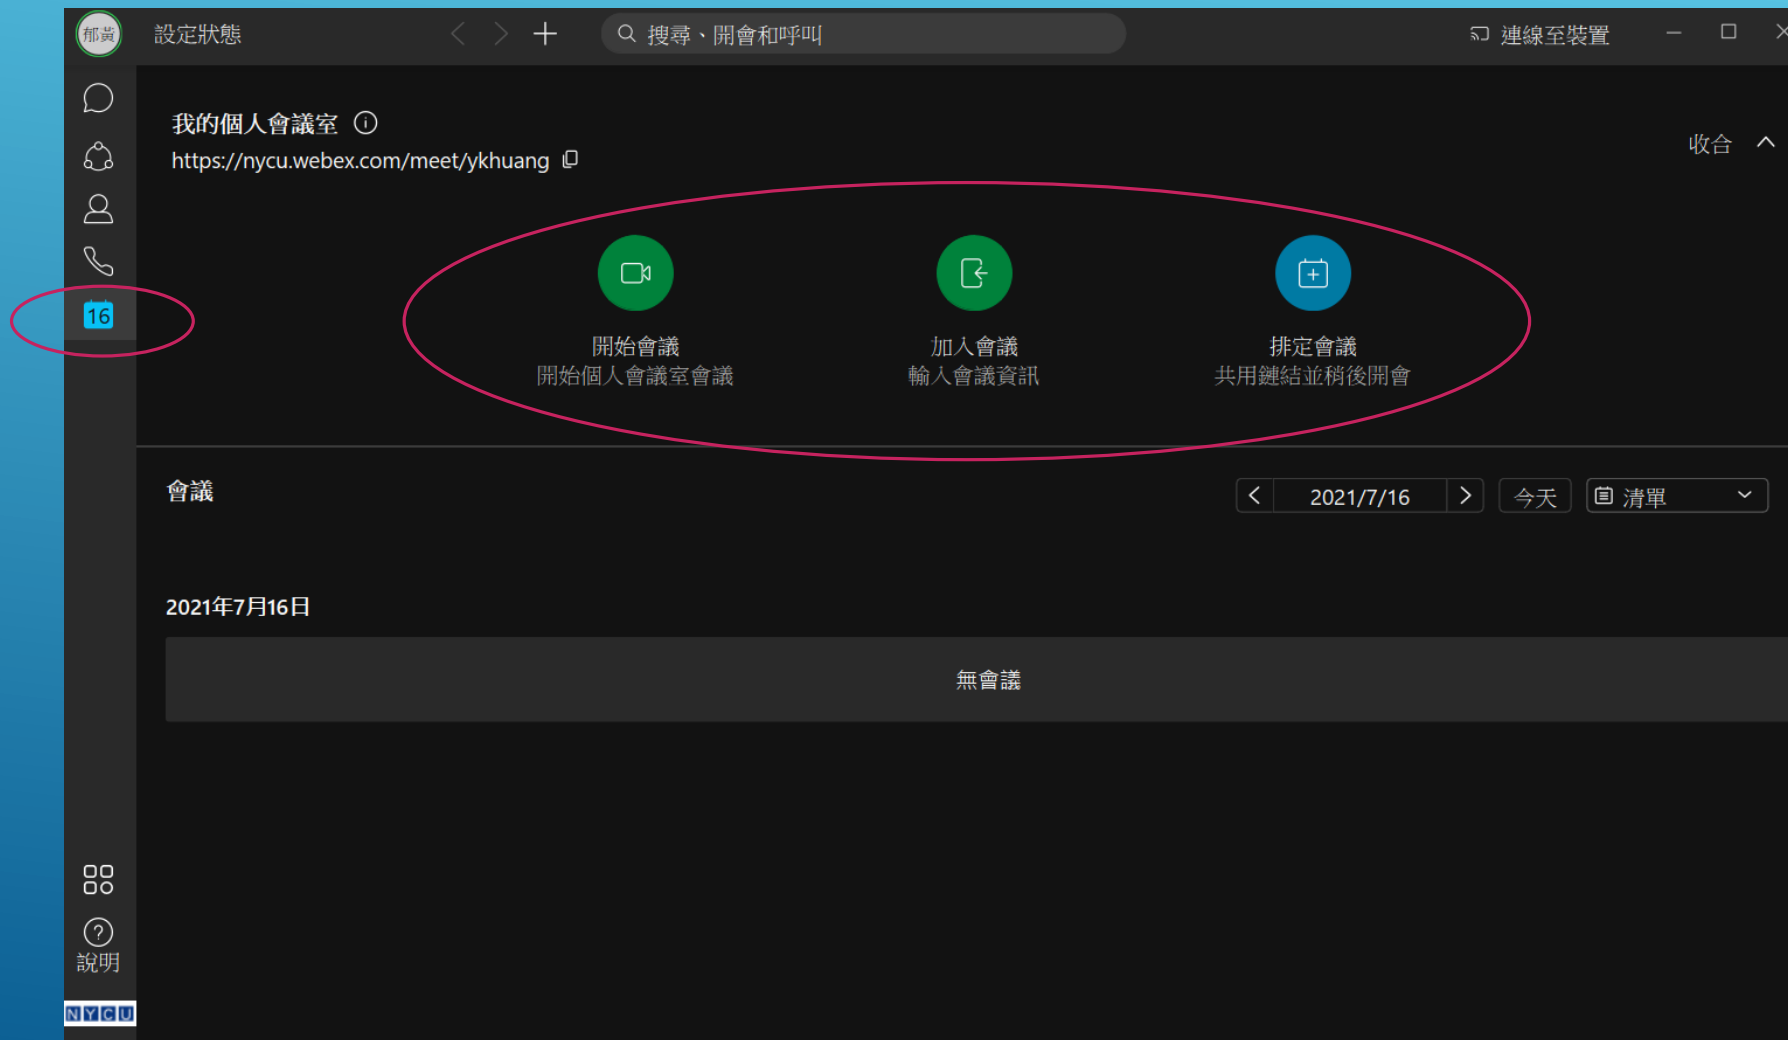 郁黃 設定狀態 搜尋、開會和呼叫 連線至裝置
我的個人會議室
https://nycu.webex.com/meet/ykhuang
收合
16
開始會議 加入會議 排定會議
開始個人會議室會議 輸入會議資訊 共用鏈結並稍後開會
會議 2021/7/16 今天 清單
2021年7月16日
無會議
說明
NYCU